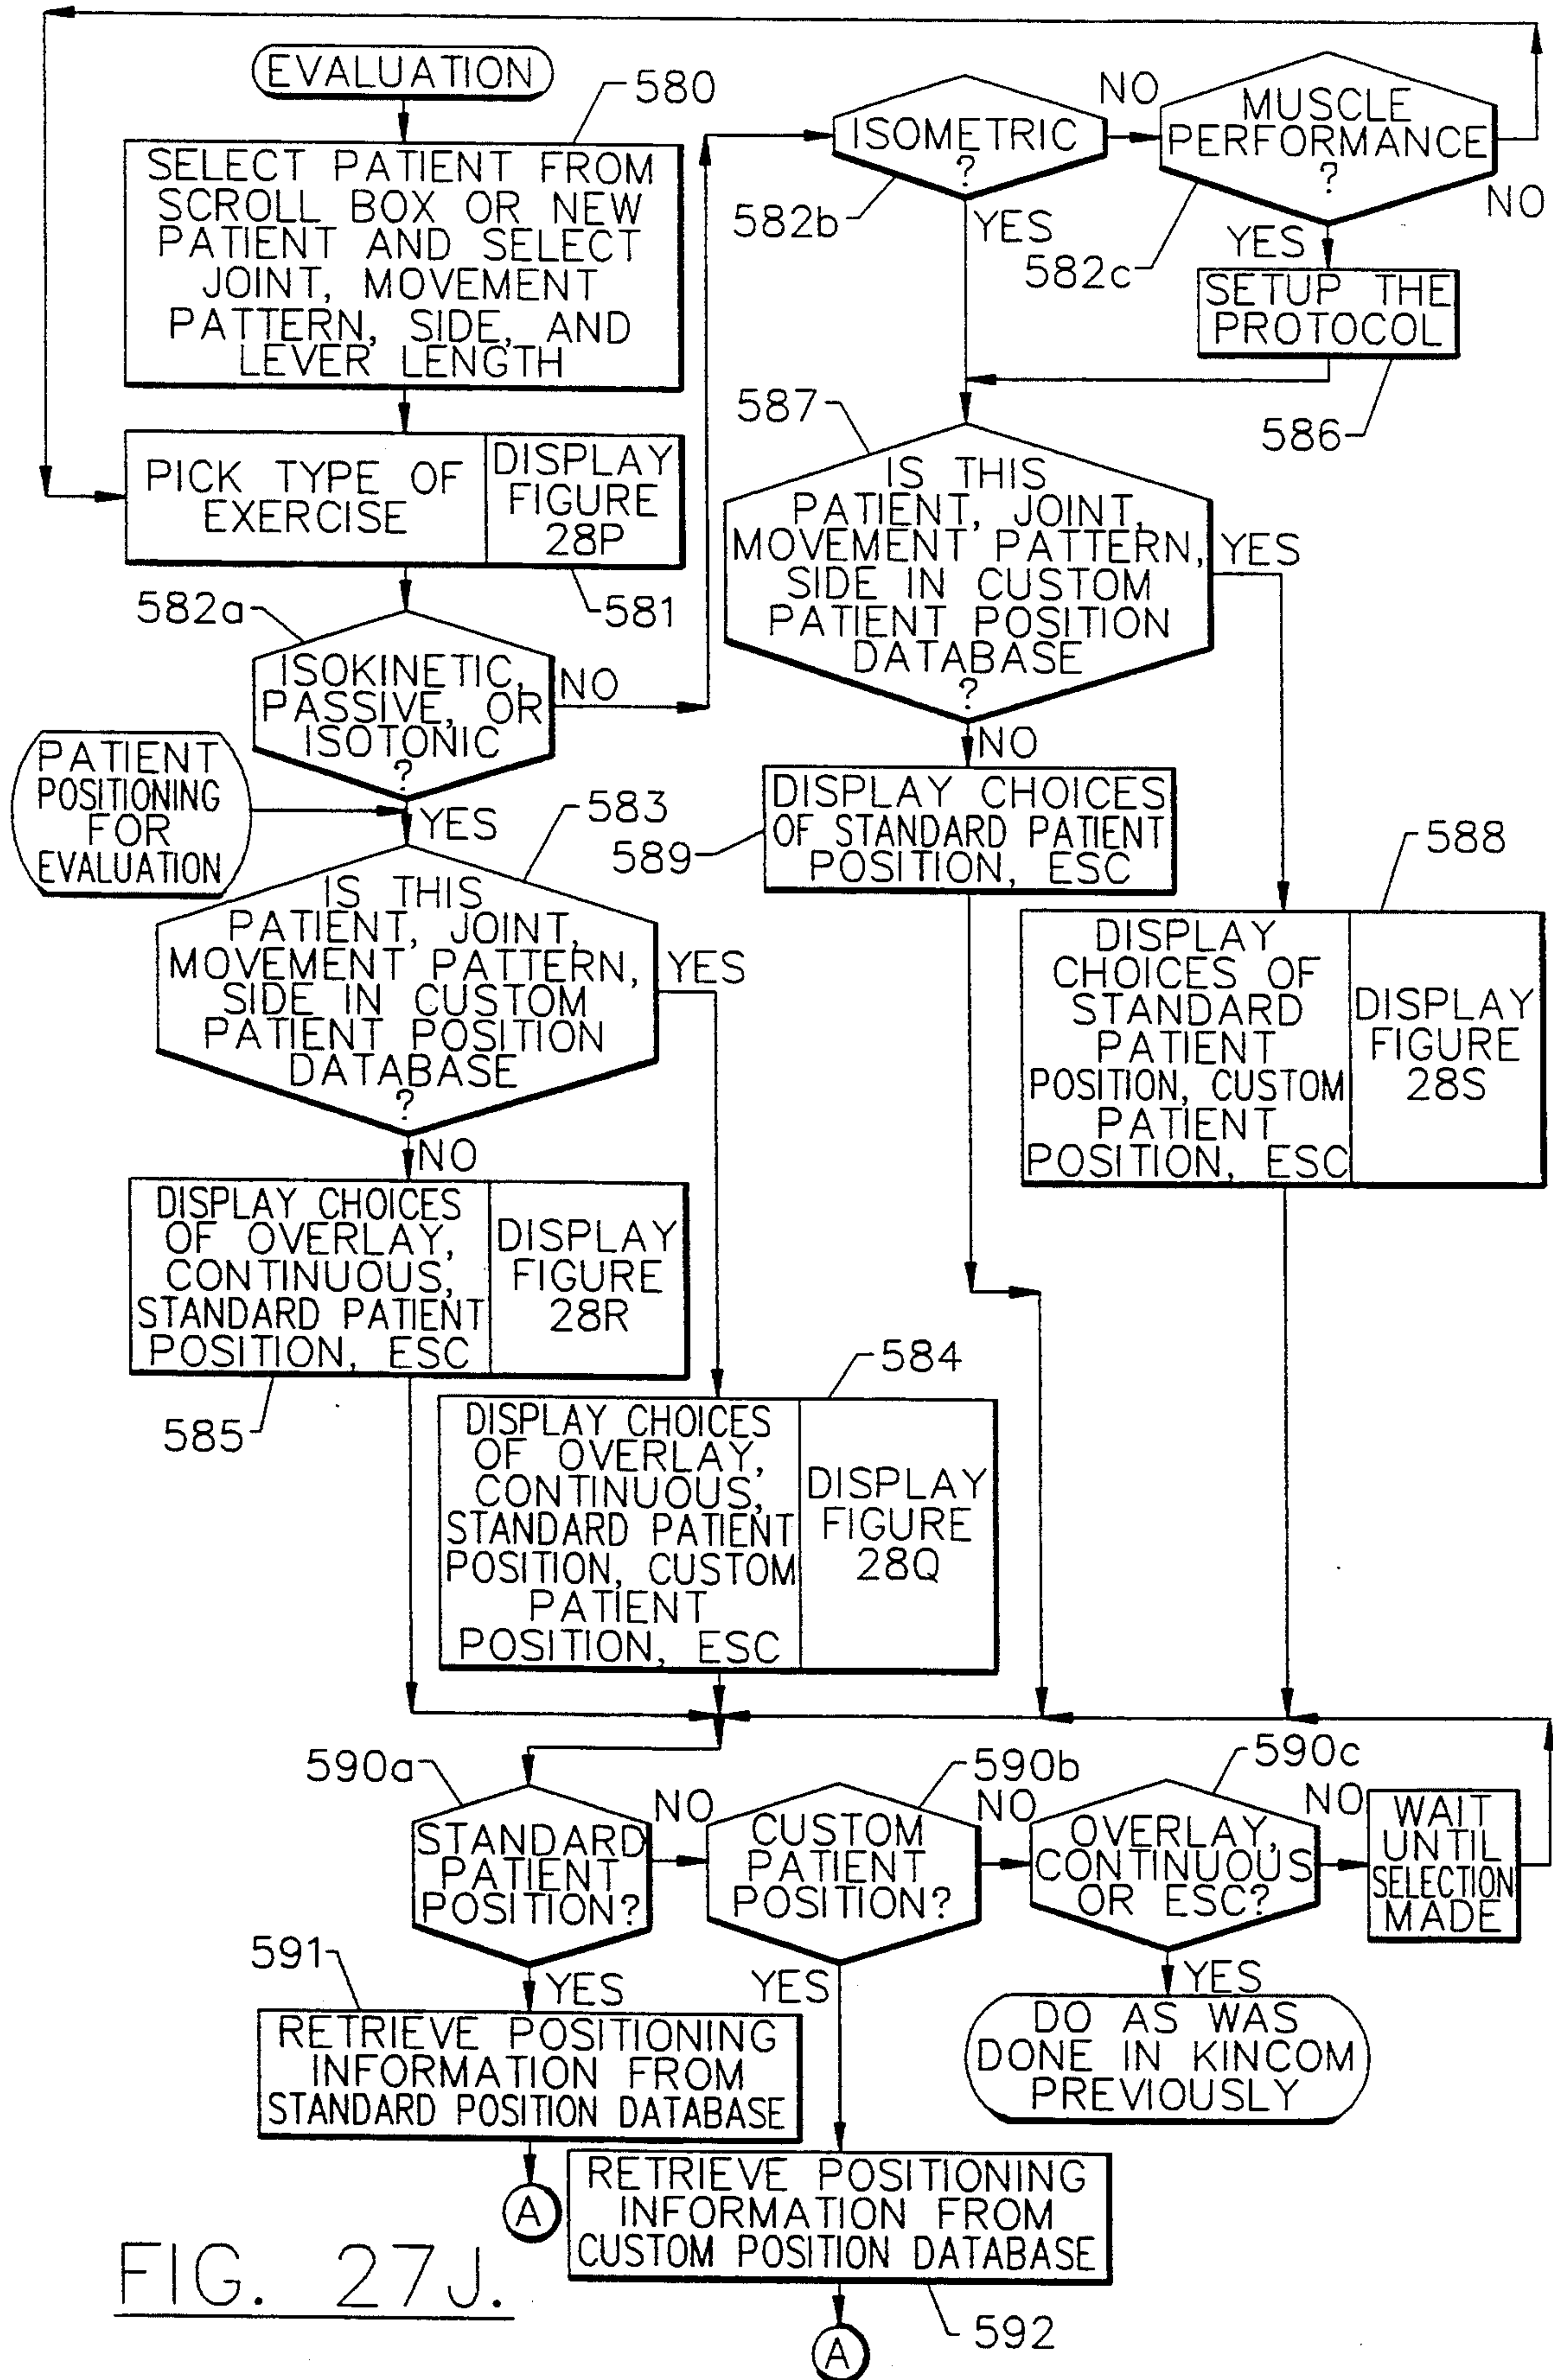 EVALUATION
580
SELECT PATIENT FROM
SCROLL BOX OR NEW
PATIENT AND SELECT
JOINT, MOVEMENT
PATTERN, SIDE, AND
LEVER LENGTH
PICK TYPE OF
EXERCISE
DISPLAY
FIGURE
28P
581
582a
ISOKINETIC,
PASSIVE, OR
ISOTONIC
?
NO
YES
PATIENT
POSITIONING
FOR
EVALUATION
583
IS THIS
PATIENT, JOINT,
MOVEMENT PATTERN,
SIDE IN CUSTOM
PATIENT POSITION
DATABASE
?
YES
NO
DISPLAY CHOICES
OF OVERLAY,
CONTINUOUS,
STANDARD PATIENT
POSITION, ESC
DISPLAY
FIGURE
28R
585
584
DISPLAY CHOICES
OF OVERLAY,
CONTINUOUS,
STANDARD PATIENT
POSITION, CUSTOM
PATIENT
POSITION, ESC
DISPLAY
FIGURE
28Q
ISOMETRIC
?
582b
NO
YES
MUSCLE
PERFORMANCE
?
582c
NO
YES
SETUP THE
PROTOCOL
586
587
IS THIS
PATIENT, JOINT,
MOVEMENT PATTERN,
SIDE IN CUSTOM
PATIENT POSITION
DATABASE
?
YES
NO
DISPLAY CHOICES
OF STANDARD PATIENT
POSITION, ESC
589
588
DISPLAY
CHOICES OF
STANDARD
PATIENT
POSITION, CUSTOM
PATIENT
POSITION, ESC
DISPLAY
FIGURE
28S
590a
STANDARD
PATIENT
POSITION?
NO
YES
590b
CUSTOM
PATIENT
POSITION?
NO
YES
590c
OVERLAY,
CONTINUOUS
OR ESC?
NO
YES
WAIT
UNTIL
SELECTION
MADE
591
RETRIEVE POSITIONING
INFORMATION FROM
STANDARD POSITION DATABASE
A
DO AS WAS
DONE IN KINCOM
PREVIOUSLY
RETRIEVE POSITIONING
INFORMATION FROM
CUSTOM POSITION DATABASE
592
A
FIG. 27J.